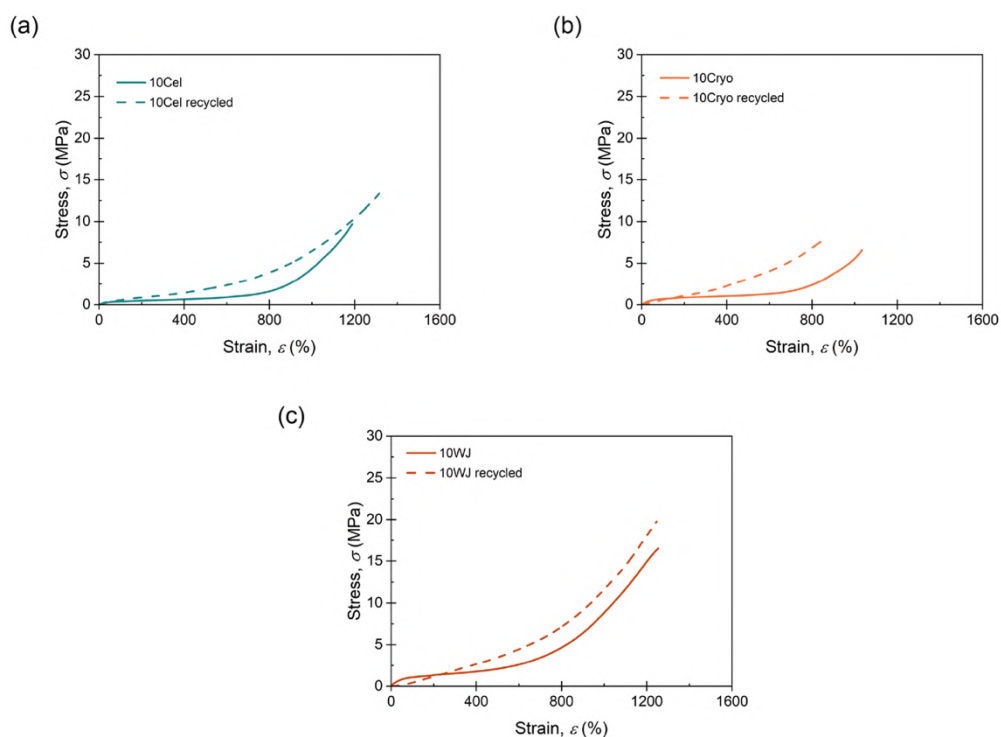 (a)
30
25
20
15
10
5
0
Stress, σ (MPa)
10Cel
10Cel recycled
0 400 800 1200 1600
Strain, ε (%)
(b)
30
25
20
15
10
5
0
Stress, σ (MPa)
10Cryo
10Cryo recycled
0 400 800 1200 1600
Strain, ε (%)
(c)
30
25
20
15
10
5
0
Stress, σ (MPa)
10WJ
10WJ recycled
0 400 800 1200 1600
Strain, ε (%)